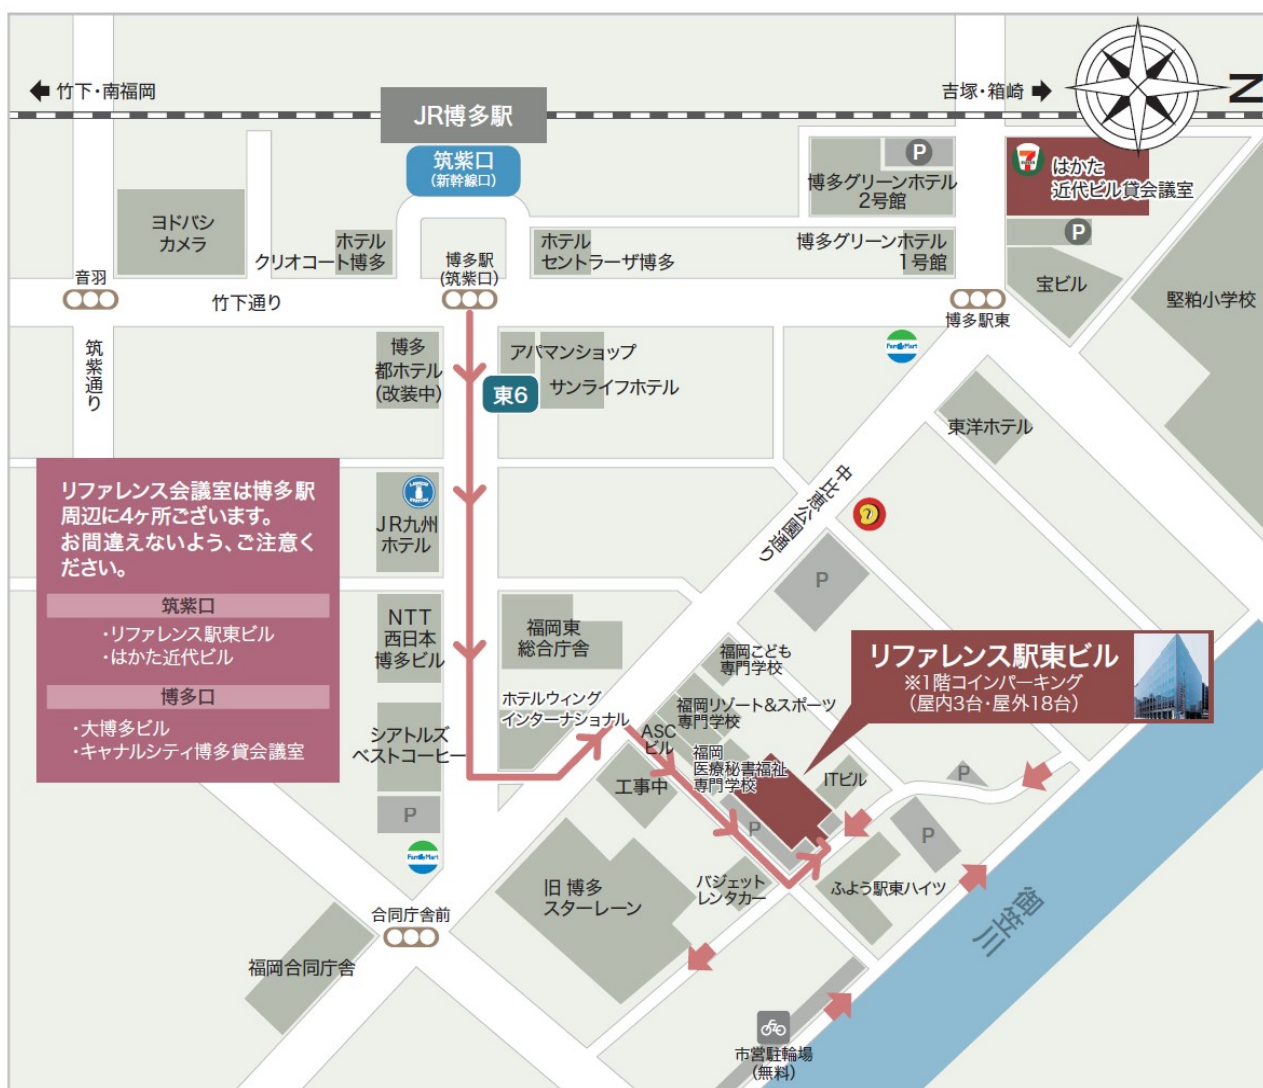 竹下・南福岡
JR博多駅
吉塚・箱崎
N
筑紫口
(新幹線口)
P
博多グリーンホテル
2号館
7
はかた
近代ビル貸会議室
ヨドバシ
カメラ
ホテル
クリオコート博多
博多駅
(筑紫口)
ホテル
セントラーザ博多
博多グリーンホテル
1号館
P
宝ビル
堅粕小学校
音羽
竹下通り
博多駅東
筑紫通り
博多
都ホテル
(改装中)
アパマンショップ
サンライフホテル
東6
FamilyMart
東洋ホテル
中比恵公園通り
リファレンス会議室は博多駅
周辺に4ヶ所ございます。
お間違えないよう、ご注意く
ださい。
筑紫口
・リファレンス駅東ビル
・はかた近代ビル
博多口
・大博多ビル
・キャナルシティ博多貸会議室
JR九州
ホテル
P
NTT
西日本
博多ビル
福岡東
総合庁舎
福岡こども
専門学校
リファレンス駅東ビル
※1階コインパーキング
(屋内3台・屋外18台)
ホテルウィング
インターナショナル
福岡リゾート&スポーツ
専門学校
ASC
ビル
シアトルズ
ベストコーヒー
福岡
医療秘書福祉
専門学校
工事中
ITビル
P
P
P
P
FamilyMart
旧 博多
スターレーン
バジェット
レンタカー
ふよう駅東ハイツ
御笠川
合同庁舎前
福岡合同庁舎
市営駐輪場
(無料)